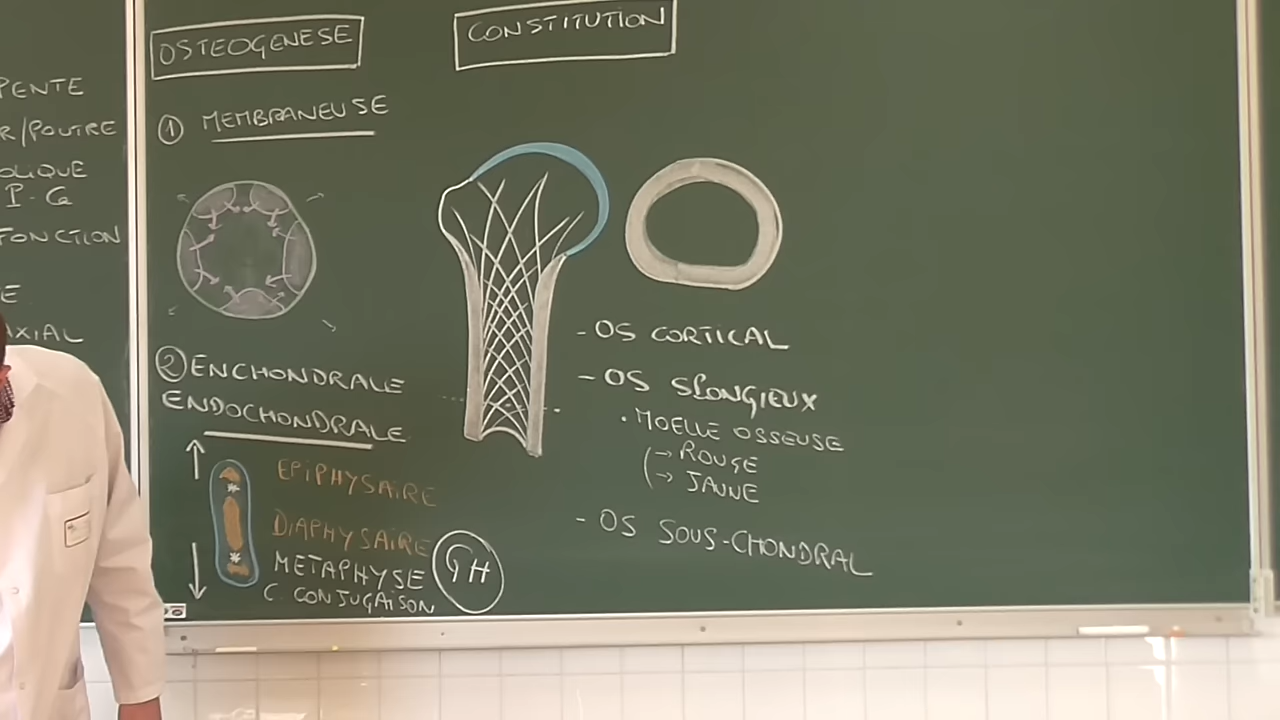 PENTE
R/POUTRE
OLIQUE
P-Ca
FONCTION
E
AXIAL
OSTEOGENESE
① MEMBRANEUSE
② ENCHONDRALE
ENDOCHONDRALE
EPIPHYSAIRE
DIAPHYSAIRE
METAPHYSE
C. CONJUGAISON
GH
CONSTITUTION
- OS CORTICAL
- OS SPONGIEUX
• MOELLE OSSEUSE
→ ROUGE
→ JAUNE
- OS SOUS-CHONDRAL